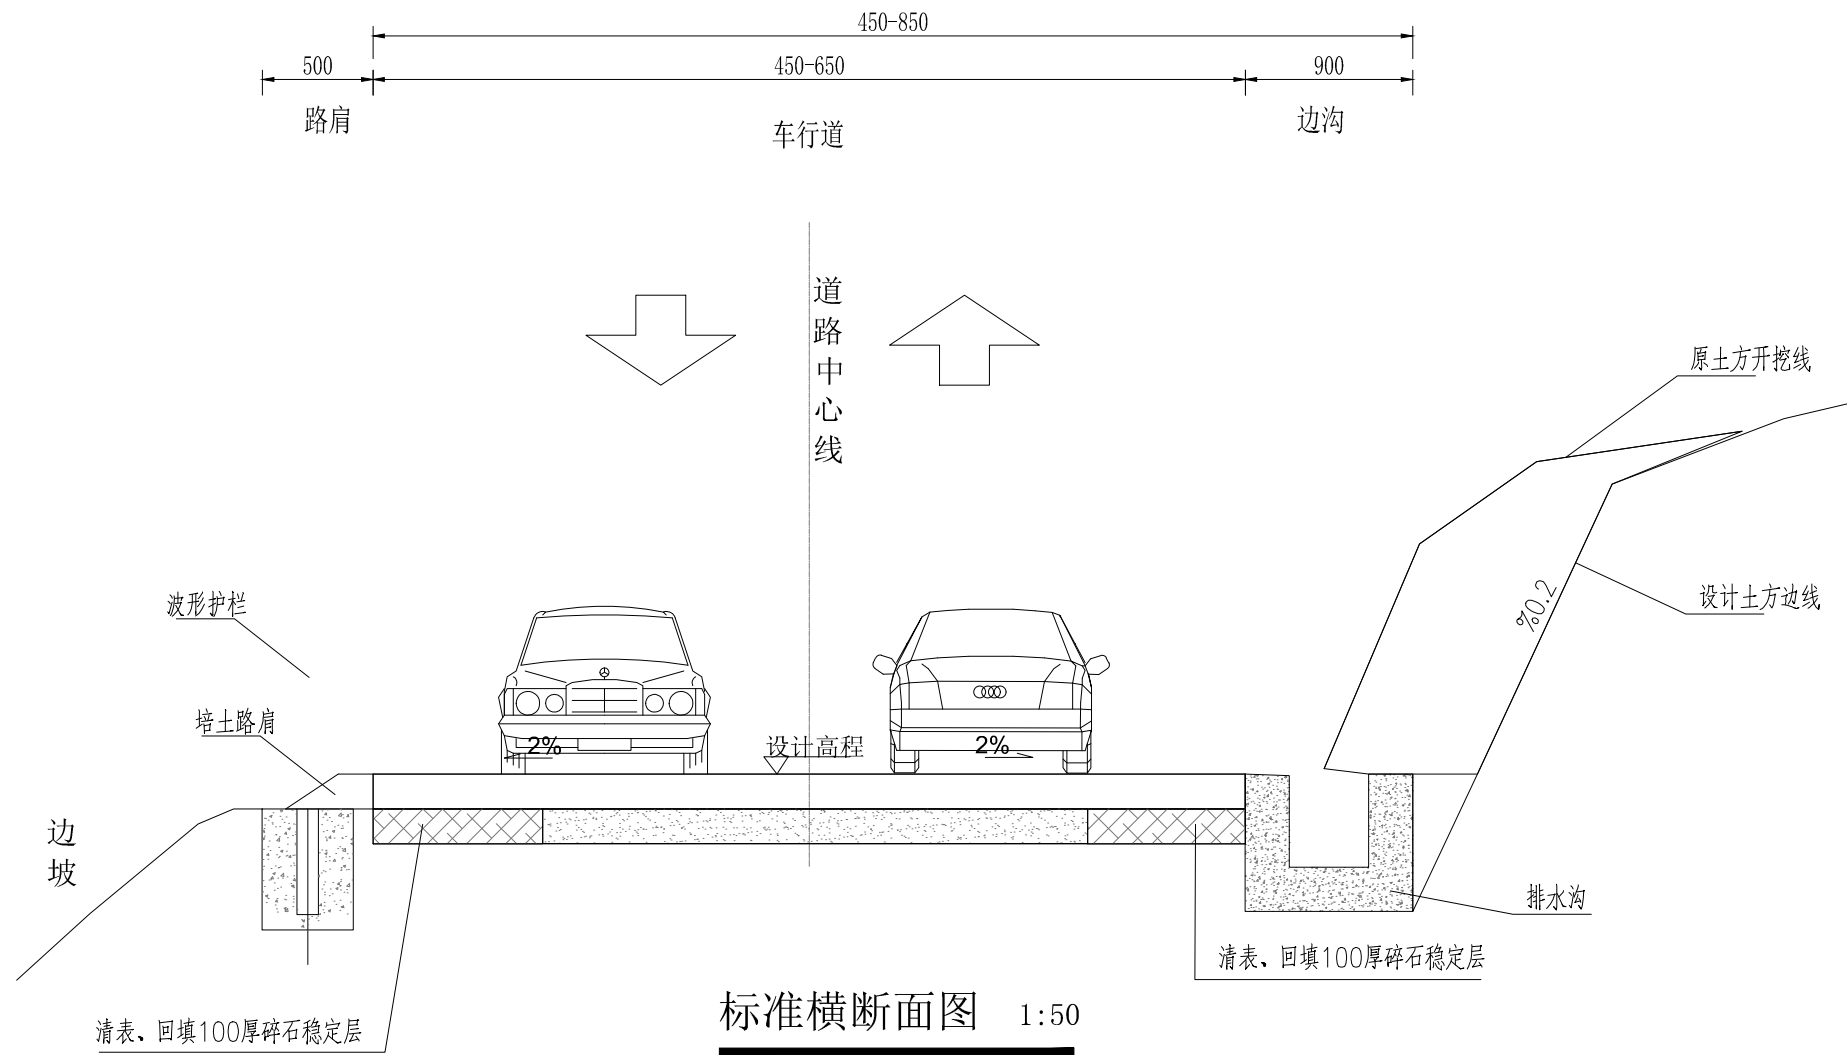 450-850
500
450-650
900
路肩
车行道
边沟
道路中心线
原土方开挖线
波形护栏
设计土方边线
%0.2
培土路肩
设计高程
2%
2%
边坡
排水沟
清表、回填100厚碎石稳定层
清表、回填100厚碎石稳定层
标准横断面图 1:50